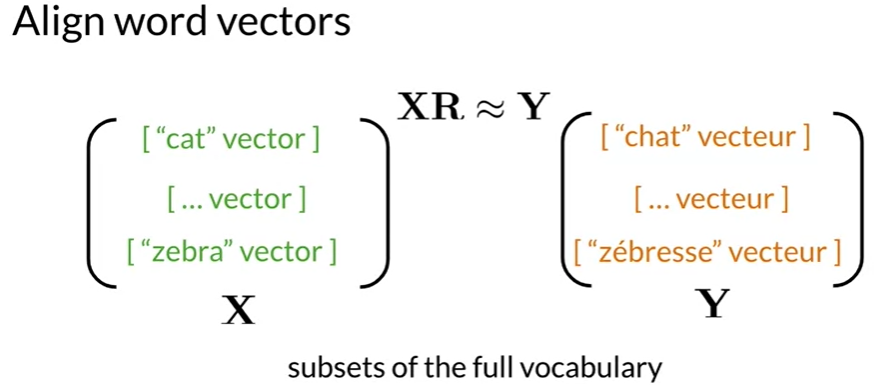 Align word vectors
XR ≈ Y
[ “cat” vector ]
[ ... vector ]
[ “zebra” vector ]
X
[ “chat” vecteur ]
[ ... vecteur ]
[ “zébresse” vecteur ]
Y
subsets of the full vocabulary